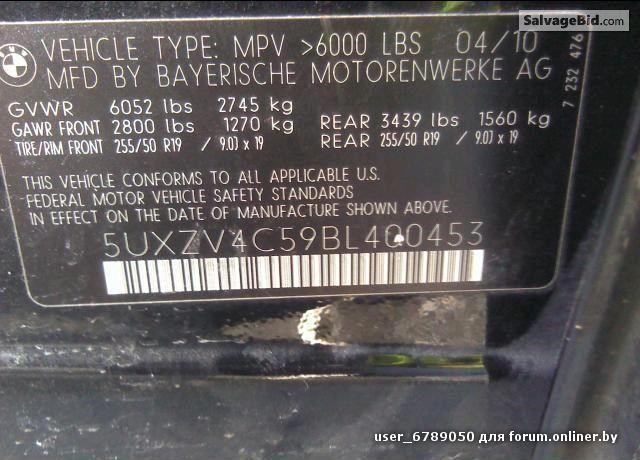 SalvageBid.com
BMW
VEHICLE TYPE: MPV >6000 LBS 04/10
MFD BY BAYERISCHE MOTORENWERKE AG
7 232 476
GVWR 6052 lbs 2745 kg
GAWR FRONT 2800 lbs 1270 kg REAR 3439 lbs 1560 kg
TIRE/RIM FRONT 255/50 R19 / 9.0J x 19 REAR 255/50 R19 / 9.0J x 19
THIS VEHICLE CONFORMS TO ALL APPLICABLE U.S.
FEDERAL MOTOR VEHICLE SAFETY STANDARDS
IN EFFECT ON THE DATE OF MANUFACTURE SHOWN ABOVE.
5UXZV4C59BL400453
user_6789050 для forum.onliner.by